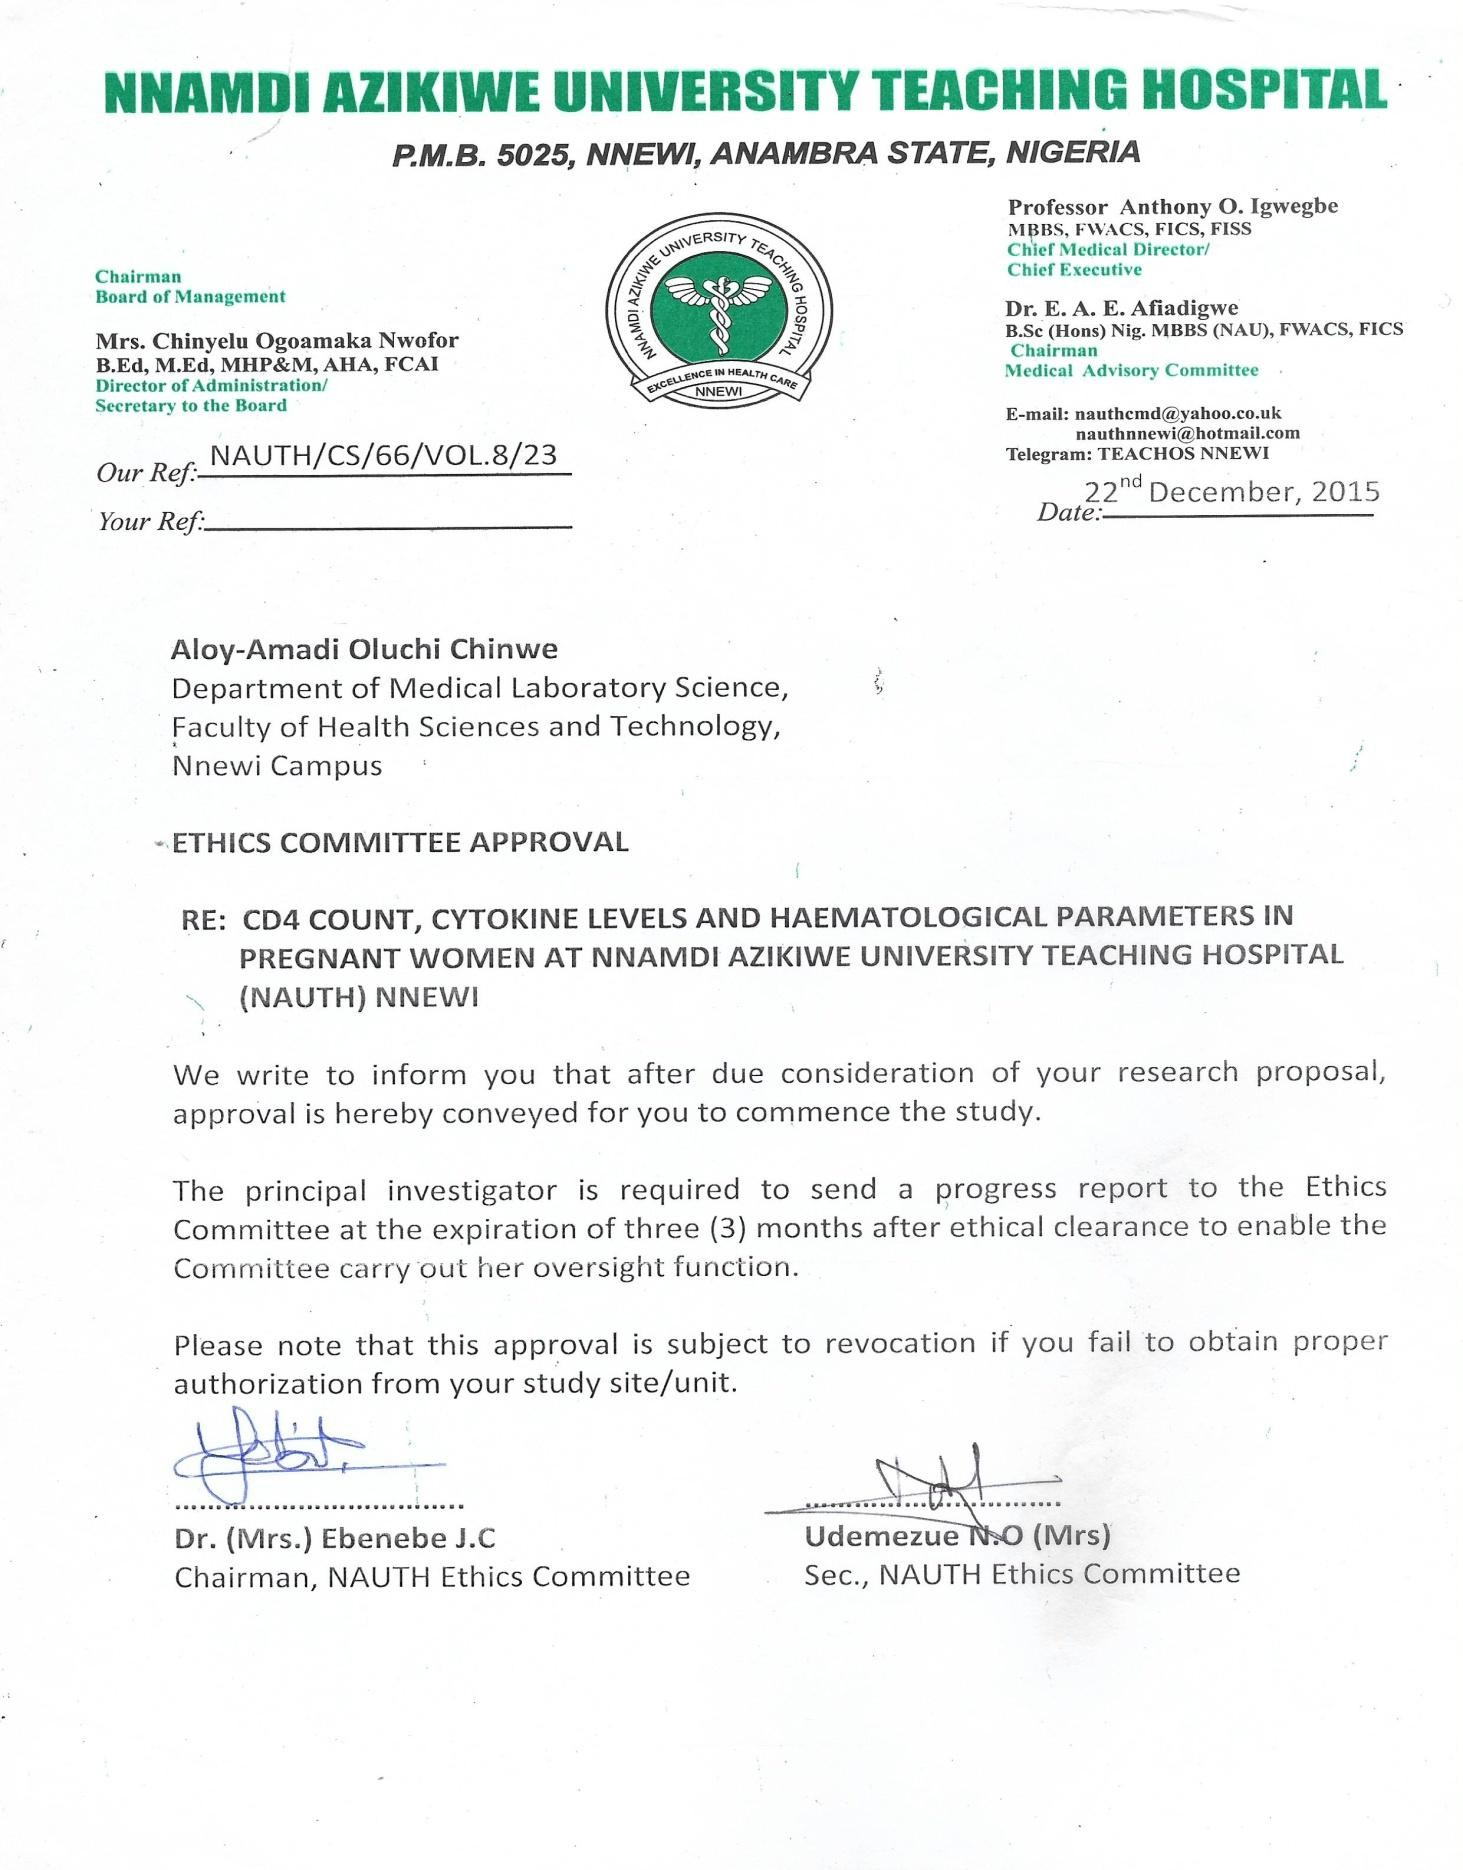 NNAMDI AZIKIWE UNIVERSITY TEACHING HOSPITAL
P.M.B. 5025, NNEWI, ANAMBRA STATE, NIGERIA
Chairman
Board of Management
Mrs. Chinyelu Ogoamaka Nwofor
B.Ed, M.Ed, MHP&M, AHA, FCAI
Director of Administration/
Secretary to the Board
Our Ref: NAUTH/CS/66/VOL.8/23
Your Ref:
NNAMDI AZIKIWE UNIVERSITY TEACHING HOSPITAL
EXCELLENCE IN HEALTH CARE
NNEWI
Professor Anthony O. Igwegbe
MBBS, FWACS, FICS, FISS
Chief Medical Director/
Chief Executive
Dr. E. A. E. Afiadigwe
B.Sc (Hons) Nig. MBBS (NAU), FWACS, FICS
Chairman
Medical Advisory Committee
E-mail: nauthcmd@yahoo.co.uk
nauthnnewi@hotmail.com
Telegram: TEACHOS NNEWI
Date: 22nd December, 2015
Aloy-Amadi Oluchi Chinwe
Department of Medical Laboratory Science,
Faculty of Health Sciences and Technology,
Nnewi Campus
ETHICS COMMITTEE APPROVAL
RE: CD4 COUNT, CYTOKINE LEVELS AND HAEMATOLOGICAL PARAMETERS IN
PREGNANT WOMEN AT NNAMDI AZIKIWE UNIVERSITY TEACHING HOSPITAL
(NAUTH) NNEWI
We write to inform you that after due consideration of your research proposal,
approval is hereby conveyed for you to commence the study.
The principal investigator is required to send a progress report to the Ethics
Committee at the expiration of three (3) months after ethical clearance to enable the
Committee carry out her oversight function.
Please note that this approval is subject to revocation if you fail to obtain proper
authorization from your study site/unit.
Dr. (Mrs.) Ebenebe J.C
Chairman, NAUTH Ethics Committee
Udemezue N.O (Mrs)
Sec., NAUTH Ethics Committee